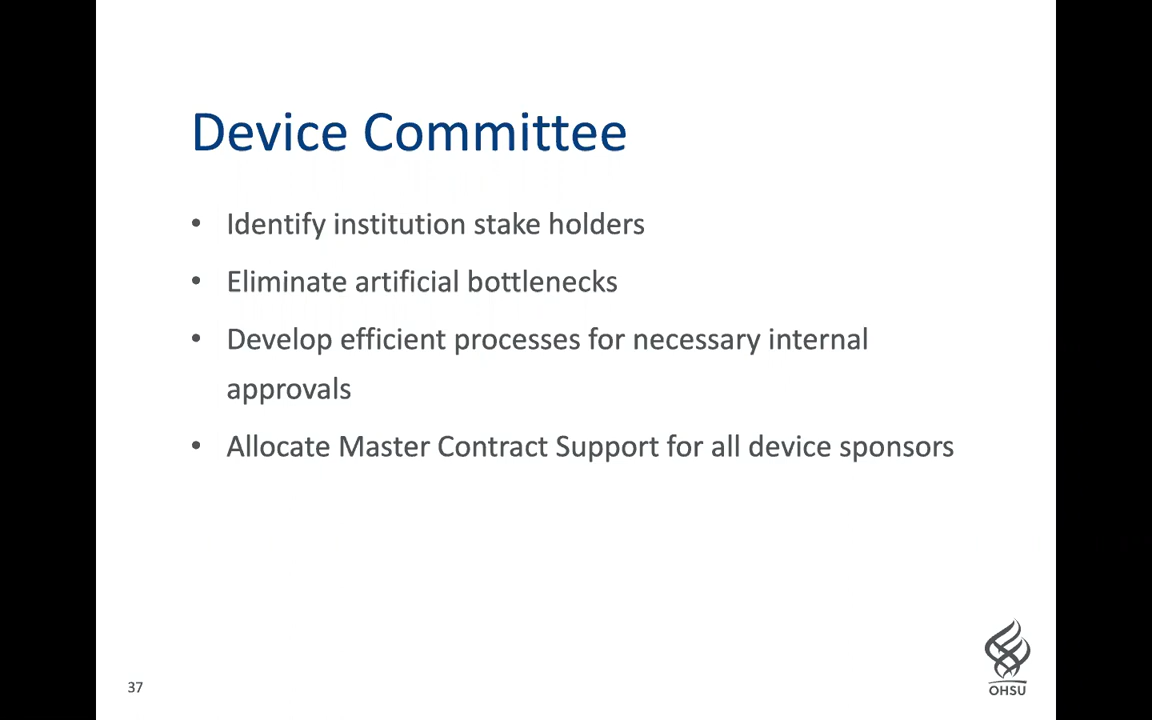 Device Committee
• Identify institution stake holders
• Eliminate artificial bottlenecks
• Develop efficient processes for necessary internal
approvals
• Allocate Master Contract Support for all device sponsors
37
OHSU